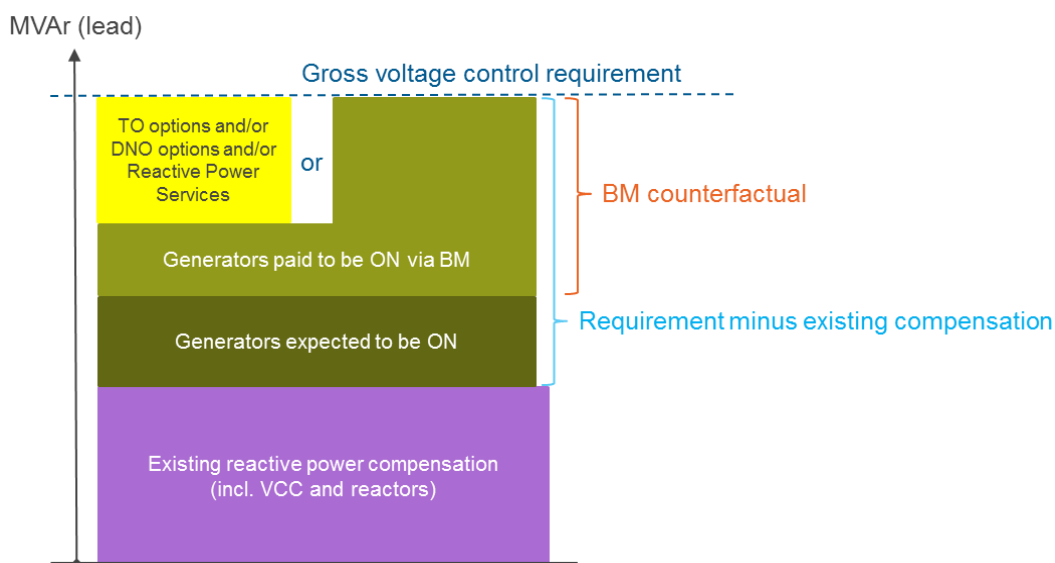 MVAr (lead)
Gross voltage control requirement
TO options and/or
DNO options and/or
Reactive Power
Services
or
BM counterfactual
Generators paid to be ON via BM
Requirement minus existing compensation
Generators expected to be ON
Existing reactive power compensation
(incl. VCC and reactors)